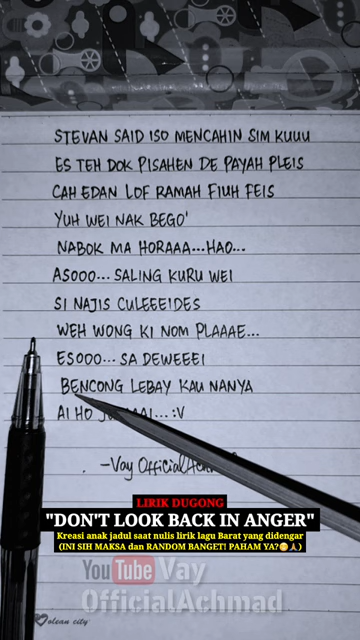 STEVAN SAID ISO MENCAHIN SIM KUUU
ES TEH DOK PISAHEN DE PAYAH PLEIS
CAH EDAN LOF RAMAH FIUH FEIS
YUH WEI NAK BEGO'
NABOK MA HORAAA...HAO...
ASOOO... SALING KURU WEI
SI NAJIS CULEEEIDES
WEH WONG KI NOM PLAAAE...
ESOOO... SA DEWEEEI
BENCONG LEBAY KAU NANYA
AI HO ... :V
-Vay Official
LIRIK DUGONG
"DON'T LOOK BACK IN ANGER"
Kreasi anak jadul saat nulis lirik lagu Barat yang didengar
(INI SIH MAKSA dan RANDOM BANGET! PAHAM YA?😁🙏)
YouTube Vay
OfficialAchmad
olean city